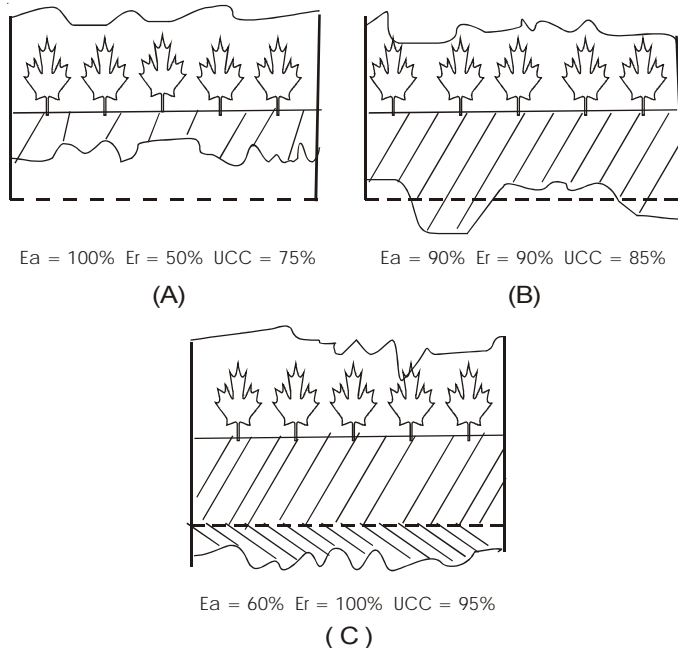 Ea = 100% Er = 50% UCC = 75%
(A)
Ea = 90% Er = 90% UCC = 85%
(B)
Ea = 60% Er = 100% UCC = 95%
( C )